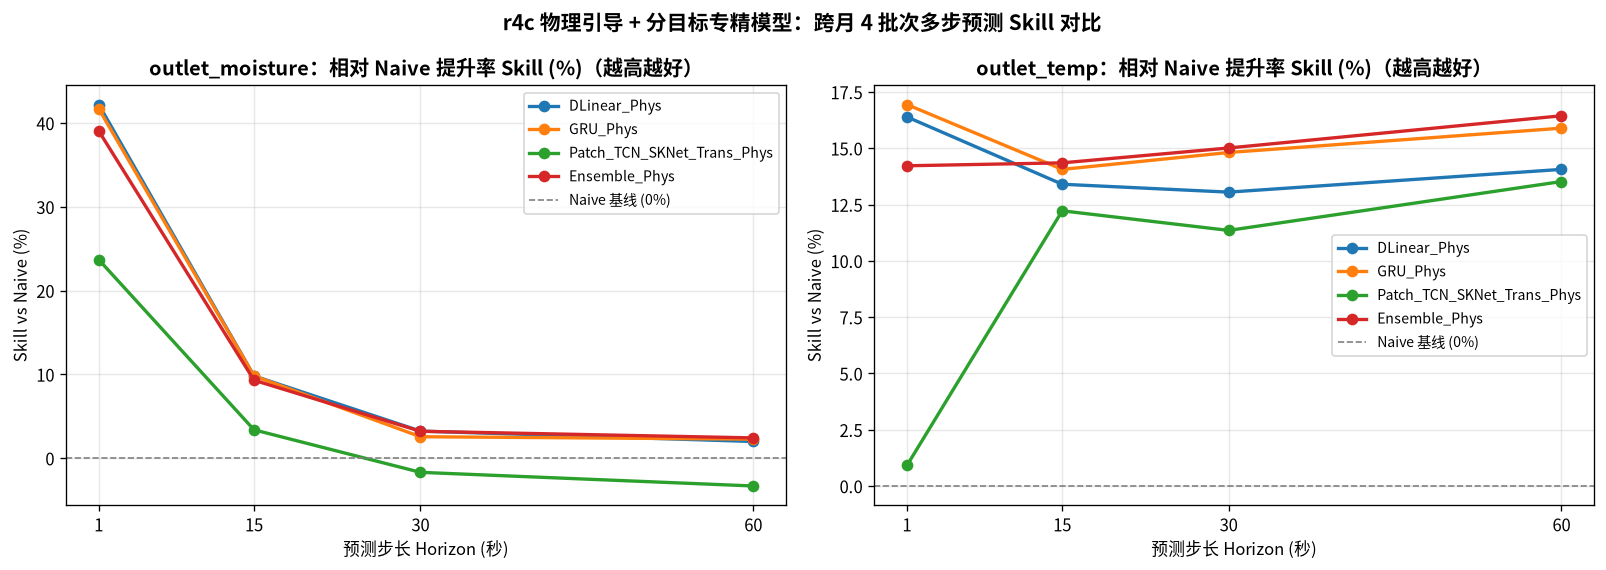 r4c 物理引导 + 分目标专精模型：跨月 4 批次多步预测 Skill 对比
outlet_moisture：相对 Naive 提升率 Skill (%)（越高越好）
Skill vs Naive (%)
40
30
20
10
0
1
15
30
60
预测步长 Horizon (秒)
DLinear_Phys
GRU_Phys
Patch_TCN_SKNet_Trans_Phys
Ensemble_Phys
Naive 基线 (0%)
outlet_temp：相对 Naive 提升率 Skill (%)（越高越好）
Skill vs Naive (%)
17.5
15.0
12.5
10.0
7.5
5.0
2.5
0.0
1
15
30
60
预测步长 Horizon (秒)
DLinear_Phys
GRU_Phys
Patch_TCN_SKNet_Trans_Phys
Ensemble_Phys
Naive 基线 (0%)